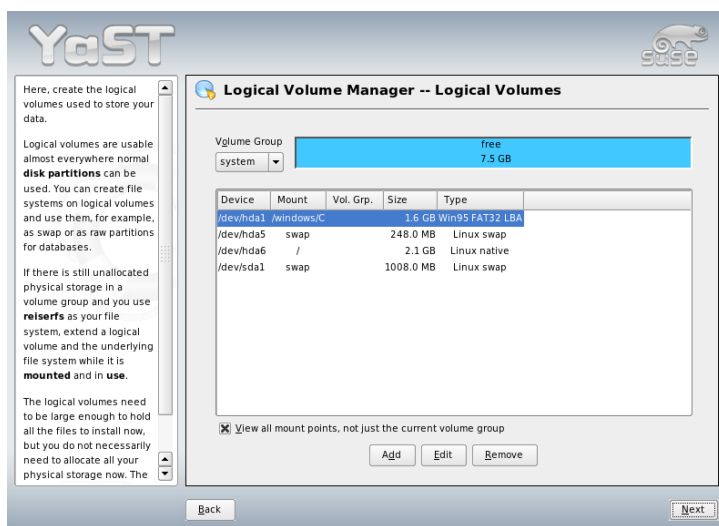 YaST
SUSE
Here, create the logical
volumes used to store your
data.
Logical volumes are usable
almost everywhere normal
disk partitions can be
used. You can create file
systems on logical volumes
and use them, for example,
as swap or as raw partitions
for databases.
If there is still unallocated
physical storage in a
volume group and you use
reiserfs as your file
system, extend a logical
volume and the underlying
file system while it is
mounted and in use.
The logical volumes need
to be large enough to hold
all the files to install now,
but you do not necessarily
need to allocate all your
physical storage now. The
Logical Volume Manager -- Logical Volumes
Volume Group
system
free
7.5 GB
Device Mount Vol. Grp. Size Type
/dev/hda1 /windows/C 1.6 GB Win95 FAT32 LBA
/dev/hda5 swap 248.0 MB Linux swap
/dev/hda6 / 2.1 GB Linux native
/dev/sda1 swap 1008.0 MB Linux swap
View all mount points, not just the current volume group
Add Edit Remove
Back Next